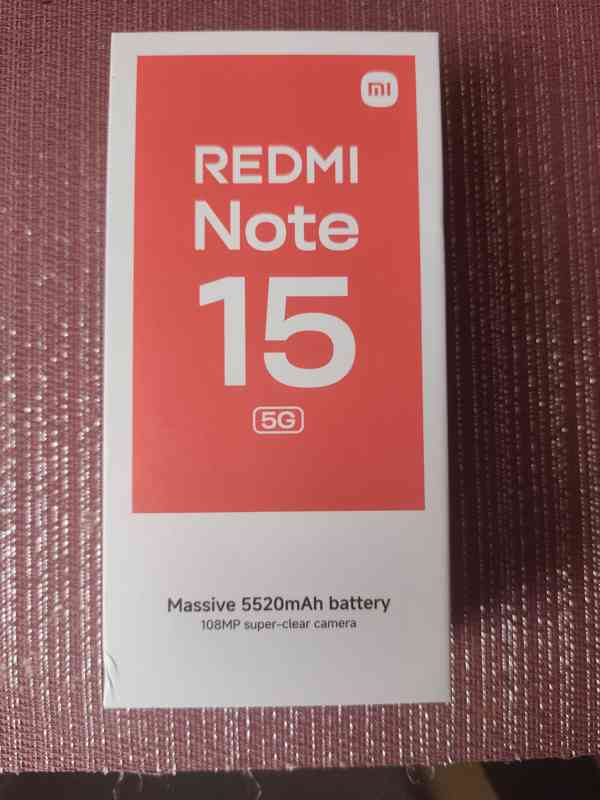 mi
REDMI
Note
15
5G
Massive 5520mAh battery
108MP super-clear camera